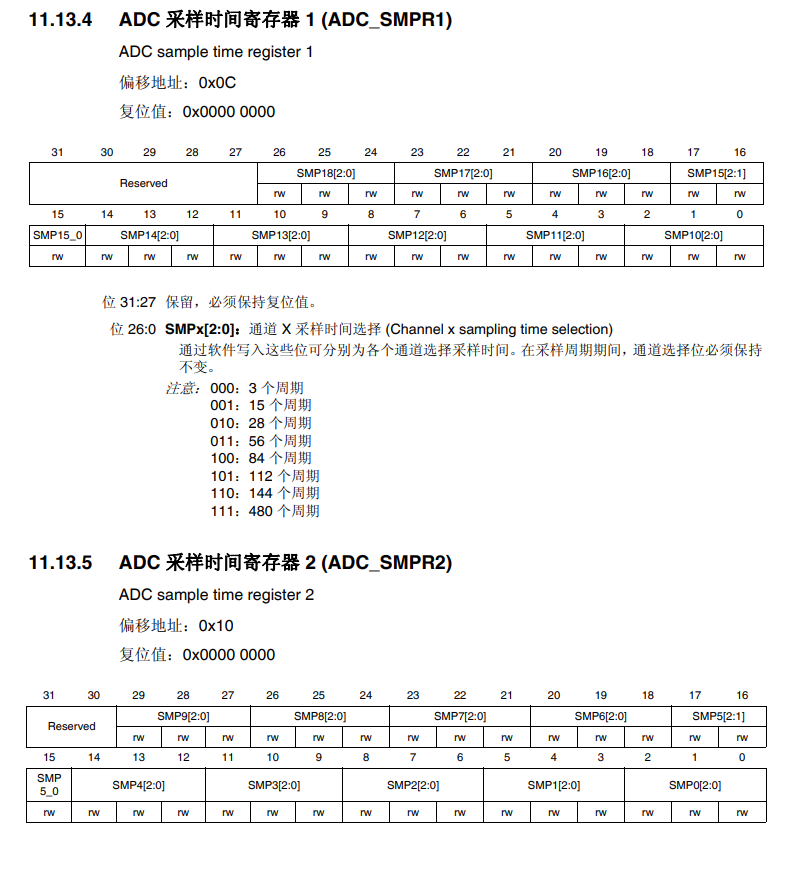 11.13.4 ADC 采样时间寄存器 1 (ADC_SMPR1)
ADC sample time register 1
偏移地址：0x0C
复位值：0x0000 0000
31 30 29 28 27 26 25 24 23 22 21 20 19 18 17 16
Reserved SMP18[2:0] SMP17[2:0] SMP16[2:0] SMP15[2:1]
rw rw rw rw rw rw rw rw rw rw rw
15 14 13 12 11 10 9 8 7 6 5 4 3 2 1 0
SMP15_0 SMP14[2:0] SMP13[2:0] SMP12[2:0] SMP11[2:0] SMP10[2:0]
rw rw rw rw rw rw rw rw rw rw rw rw rw rw rw rw
位 31:27 保留，必须保持复位值。
位 26:0 SMPx[2:0]：通道 X 采样时间选择 (Channel x sampling time selection)
通过软件写入这些位可分别为各个通道选择采样时间。在采样周期期间，通道选择位必须保持
不变。
注意：000：3 个周期
001：15 个周期
010：28 个周期
011：56 个周期
100：84 个周期
101：112 个周期
110：144 个周期
111：480 个周期
11.13.5 ADC 采样时间寄存器 2 (ADC_SMPR2)
ADC sample time register 2
偏移地址：0x10
复位值：0x0000 0000
31 30 29 28 27 26 25 24 23 22 21 20 19 18 17 16
Reserved SMP9[2:0] SMP8[2:0] SMP7[2:0] SMP6[2:0] SMP5[2:1]
rw rw rw rw rw rw rw rw rw rw rw rw rw rw
15 14 13 12 11 10 9 8 7 6 5 4 3 2 1 0
SMP
5_0 SMP4[2:0] SMP3[2:0] SMP2[2:0] SMP1[2:0] SMP0[2:0]
rw rw rw rw rw rw rw rw rw rw rw rw rw rw rw rw